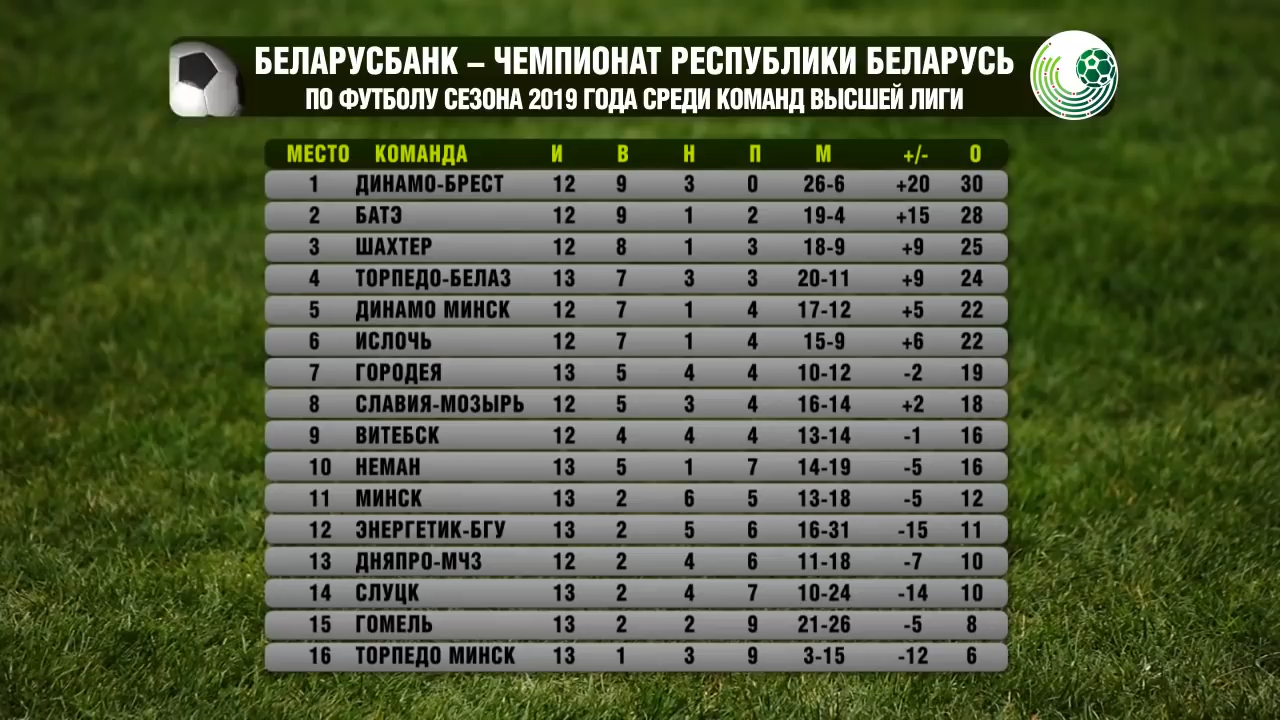 БЕЛАРУСБАНК – ЧЕМПИОНАТ РЕСПУБЛИКИ БЕЛАРУСЬ
ПО ФУТБОЛУ СЕЗОНА 2019 ГОДА СРЕДИ КОМАНД ВЫСШЕЙ ЛИГИ
МЕСТО КОМАНДА И В Н П М +/- О
1 ДИНАМО-БРЕСТ 12 9 3 0 26-6 +20 30
2 БАТЭ 12 9 1 2 19-4 +15 28
3 ШАХТЕР 12 8 1 3 18-9 +9 25
4 ТОРПЕДО-БЕЛАЗ 13 7 3 3 20-11 +9 24
5 ДИНАМО МИНСК 12 7 1 4 17-12 +5 22
6 ИСЛОЧЬ 12 7 1 4 15-9 +6 22
7 ГОРОДЕЯ 13 5 4 4 10-12 -2 19
8 СЛАВИЯ-МОЗЫРЬ 12 5 3 4 16-14 +2 18
9 ВИТЕБСК 12 4 4 4 13-14 -1 16
10 НЕМАН 13 5 1 7 14-19 -5 16
11 МИНСК 13 2 6 5 13-18 -5 12
12 ЭНЕРГЕТИК-БГУ 13 2 5 6 16-31 -15 11
13 ДНЯПРО-МЧЗ 12 2 4 6 11-18 -7 10
14 СЛУЦК 13 2 4 7 10-24 -14 10
15 ГОМЕЛЬ 13 2 2 9 21-26 -5 8
16 ТОРПЕДО МИНСК 13 1 3 9 3-15 -12 6